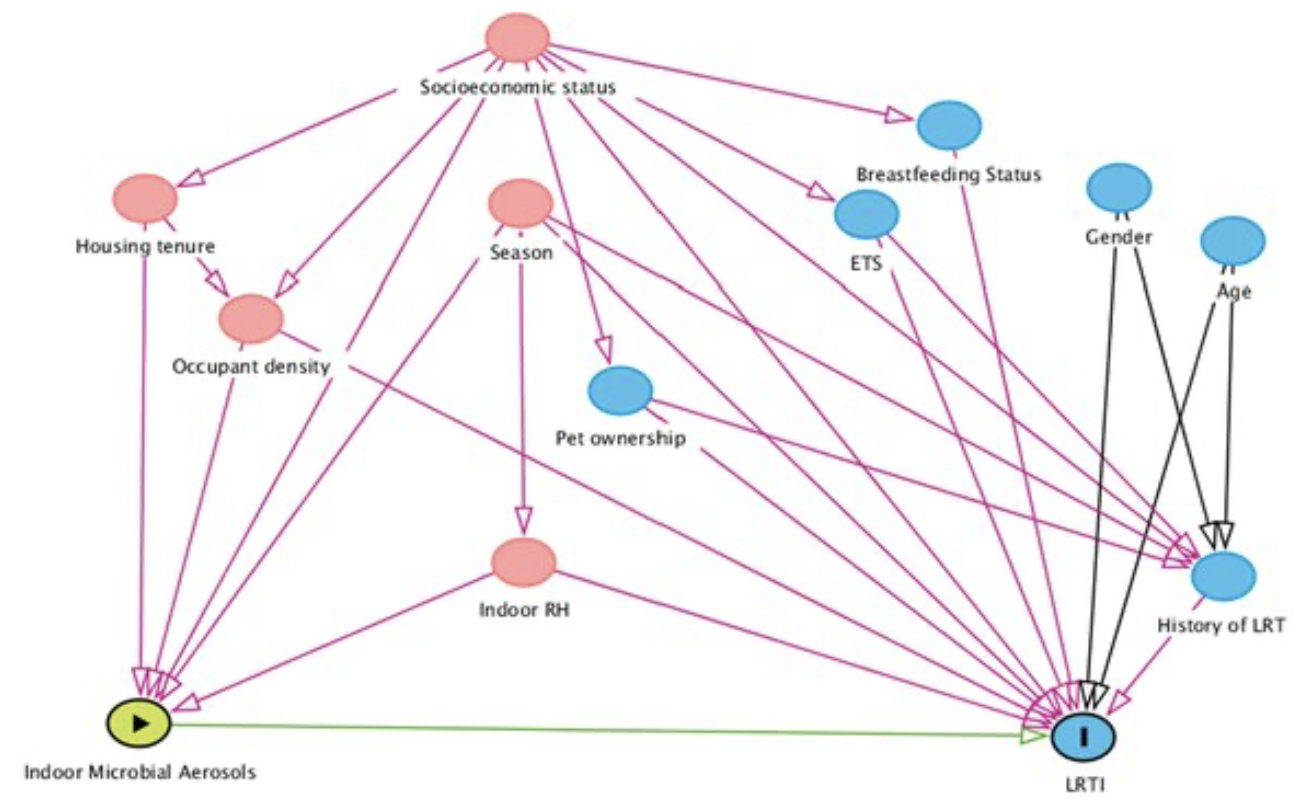 Socioeconomic status
Breastfeeding Status
Gender
Housing tenure
Season
ETS
Age
Occupant density
Pet ownership
Indoor RH
History of LRT
Indoor Microbial Aerosols
LRTI